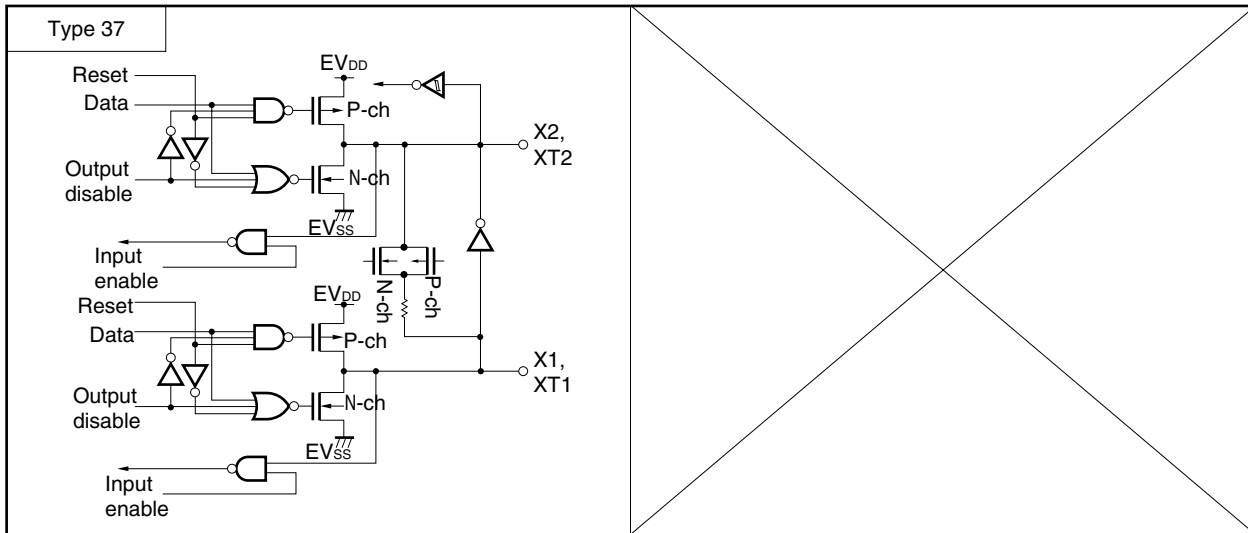 Type 37
EVDD
Reset
Data
P-ch
X2,
XT2
Output
disable
N-ch
EVSS
Input
enable
N-ch
P-ch
EVDD
Reset
Data
P-ch
X1,
XT1
Output
disable
N-ch
EVSS
Input
enable